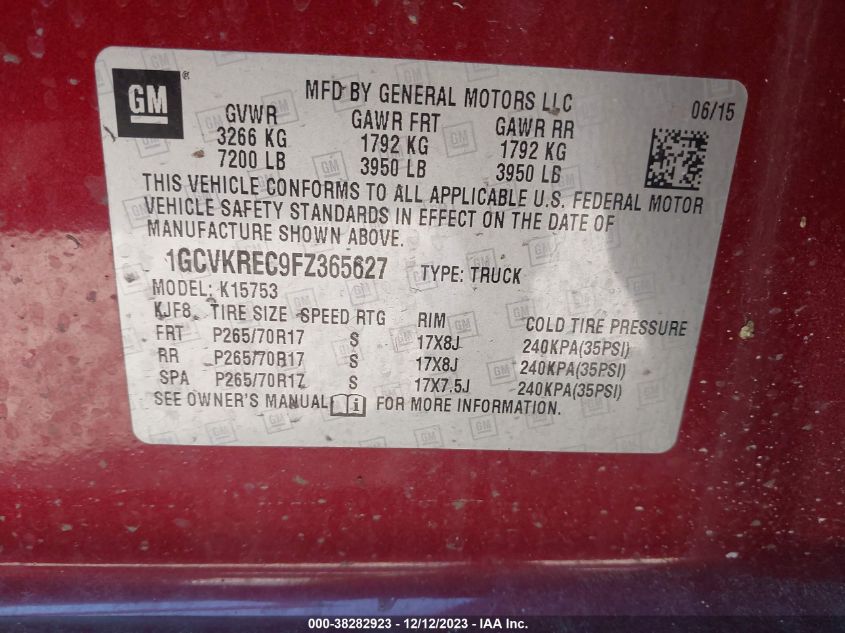 GM ®
MFD BY GENERAL MOTORS LLC 06/15
GVWR GAWR FRT GAWR RR
3266 KG 1792 KG 1792 KG
7200 LB 3950 LB 3950 LB
THIS VEHICLE CONFORMS TO ALL APPLICABLE U.S. FEDERAL MOTOR
VEHICLE SAFETY STANDARDS IN EFFECT ON THE DATE OF
MANUFACTURE SHOWN ABOVE.
1GCVKREC9FZ365627 TYPE: TRUCK
MODEL: K15753
KJF8 TIRE SIZE SPEED RTG RIM COLD TIRE PRESSURE
FRT P265/70R17 S 17X8J 240KPA(35PSI)
RR P265/70R17 S 17X8J 240KPA(35PSI)
SPA P265/70R17 S 17X7.5J 240KPA(35PSI)
SEE OWNER'S MANUAL i FOR MORE INFORMATION.
000-38282923 - 12/12/2023 - IAA Inc.